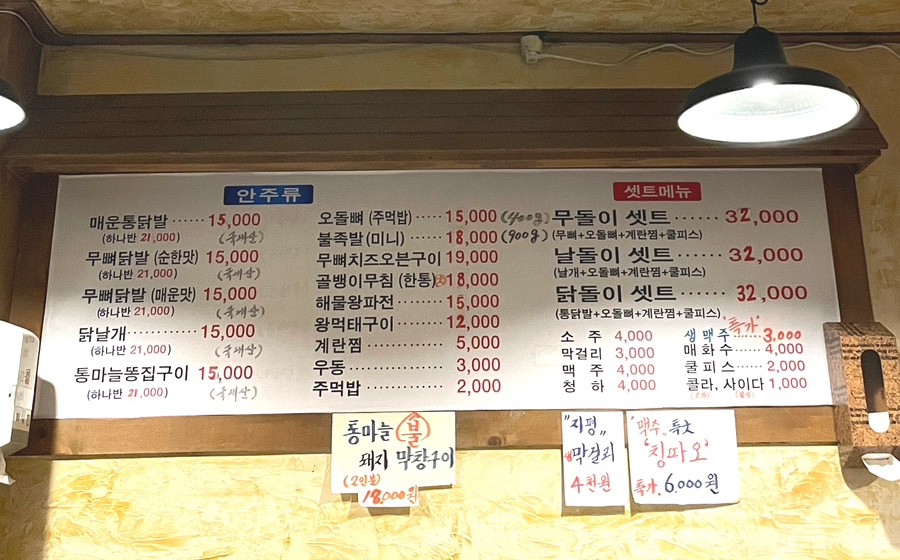 안주류
매운통닭발 ······ 15,000
(하나반 21,000) (국내산)
무뼈닭발 (순한맛) 15,000
(하나반 21,000) (국내산)
무뼈닭발 (매운맛) 15,000
(하나반 21,000) (국내산)
닭날개 ············ 15,000
(하나반 21,000) (국내산)
통마늘똥집구이 15,000
(하나반 21,000) (국내산)
오돌뼈 (주먹밥) ····· 15,000 (400g)
불족발 (미니) ······ 18,000 (900g)
무뼈치즈오븐구이 19,000
골뱅이무침 (한통) 18,000
해물왕파전 ········ 15,000
왕먹태구이 ········ 12,000
계란찜 ·············· 5,000
우동 ················ 3,000
주먹밥 ·············· 2,000
셋트메뉴
무돌이 셋트 ······ 32,000
(무뼈+오돌뼈+계란찜+쿨피스)
날돌이 셋트 ······ 32,000
(날개+오돌뼈+계란찜+쿨피스)
닭돌이 셋트 ······ 32,000
(통닭발+오돌뼈+계란찜+쿨피스)
소 주 4,000
막걸리 3,000
맥 주 4,000
청 하 4,000
"특가"
생맥주 ······ 3,000
매 화 수 ······ 4,000
쿨 피 스 ······ 2,000
콜라, 사이다 1,000
통마늘 불
돼지 막창구이
(2인분)
18,000원
"지평"
생막걸리
4천원
"맥주" 특大
'칭따오'
특가 6,000원